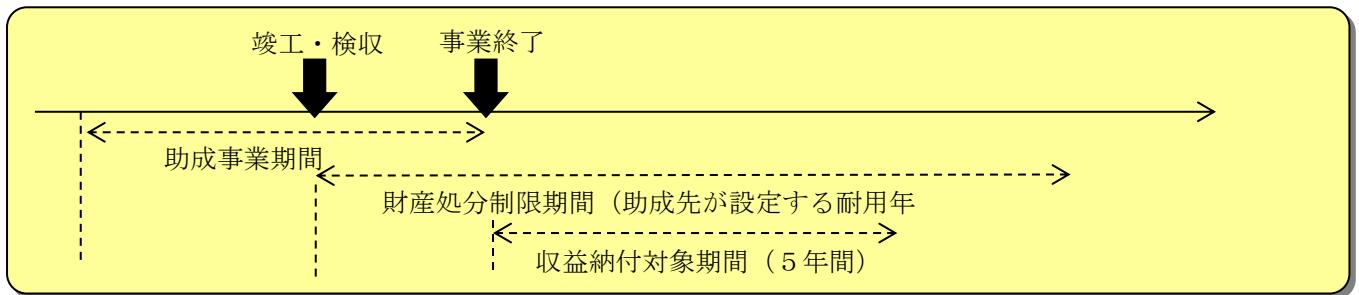 竣工・検収
事業終了
助成事業期間
財産処分制限期間（助成先が設定する耐用年
収益納付対象期間（５年間）